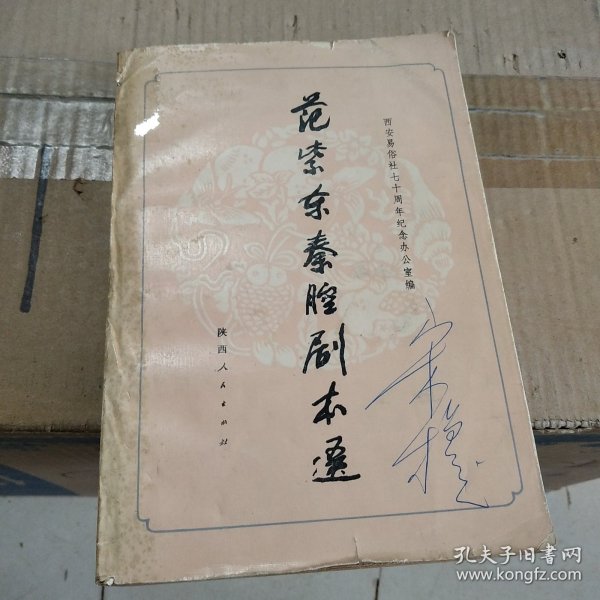 西安易俗社七十周年纪念办公室编
范紫东秦腔剧本選
陕西人民出版社
孔夫子旧书网
www.kongfz.com